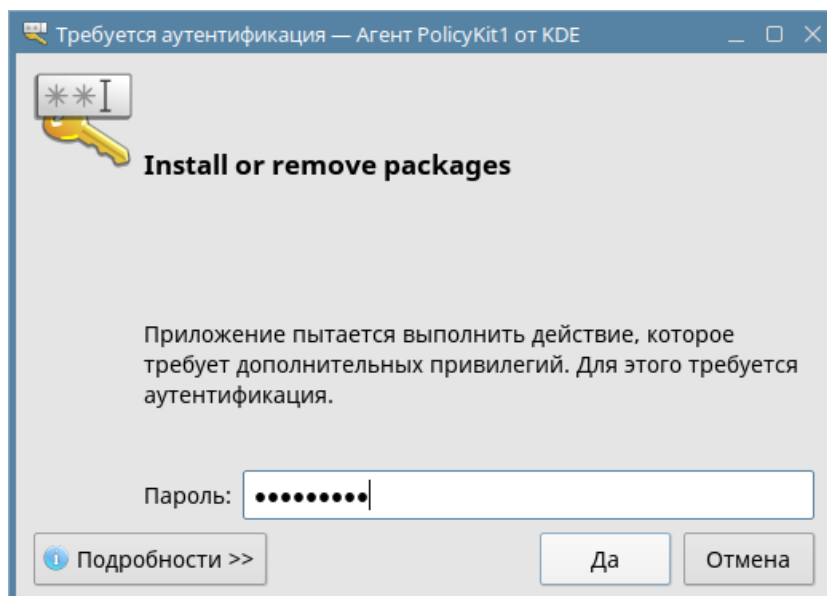 Требуется аутентификация — Агент PolicyKit1 от KDE
Install or remove packages
Приложение пытается выполнить действие, которое
требует дополнительных привилегий. Для этого требуется
аутентификация.
Пароль: •••••••••
Подробности >>
Да
Отмена